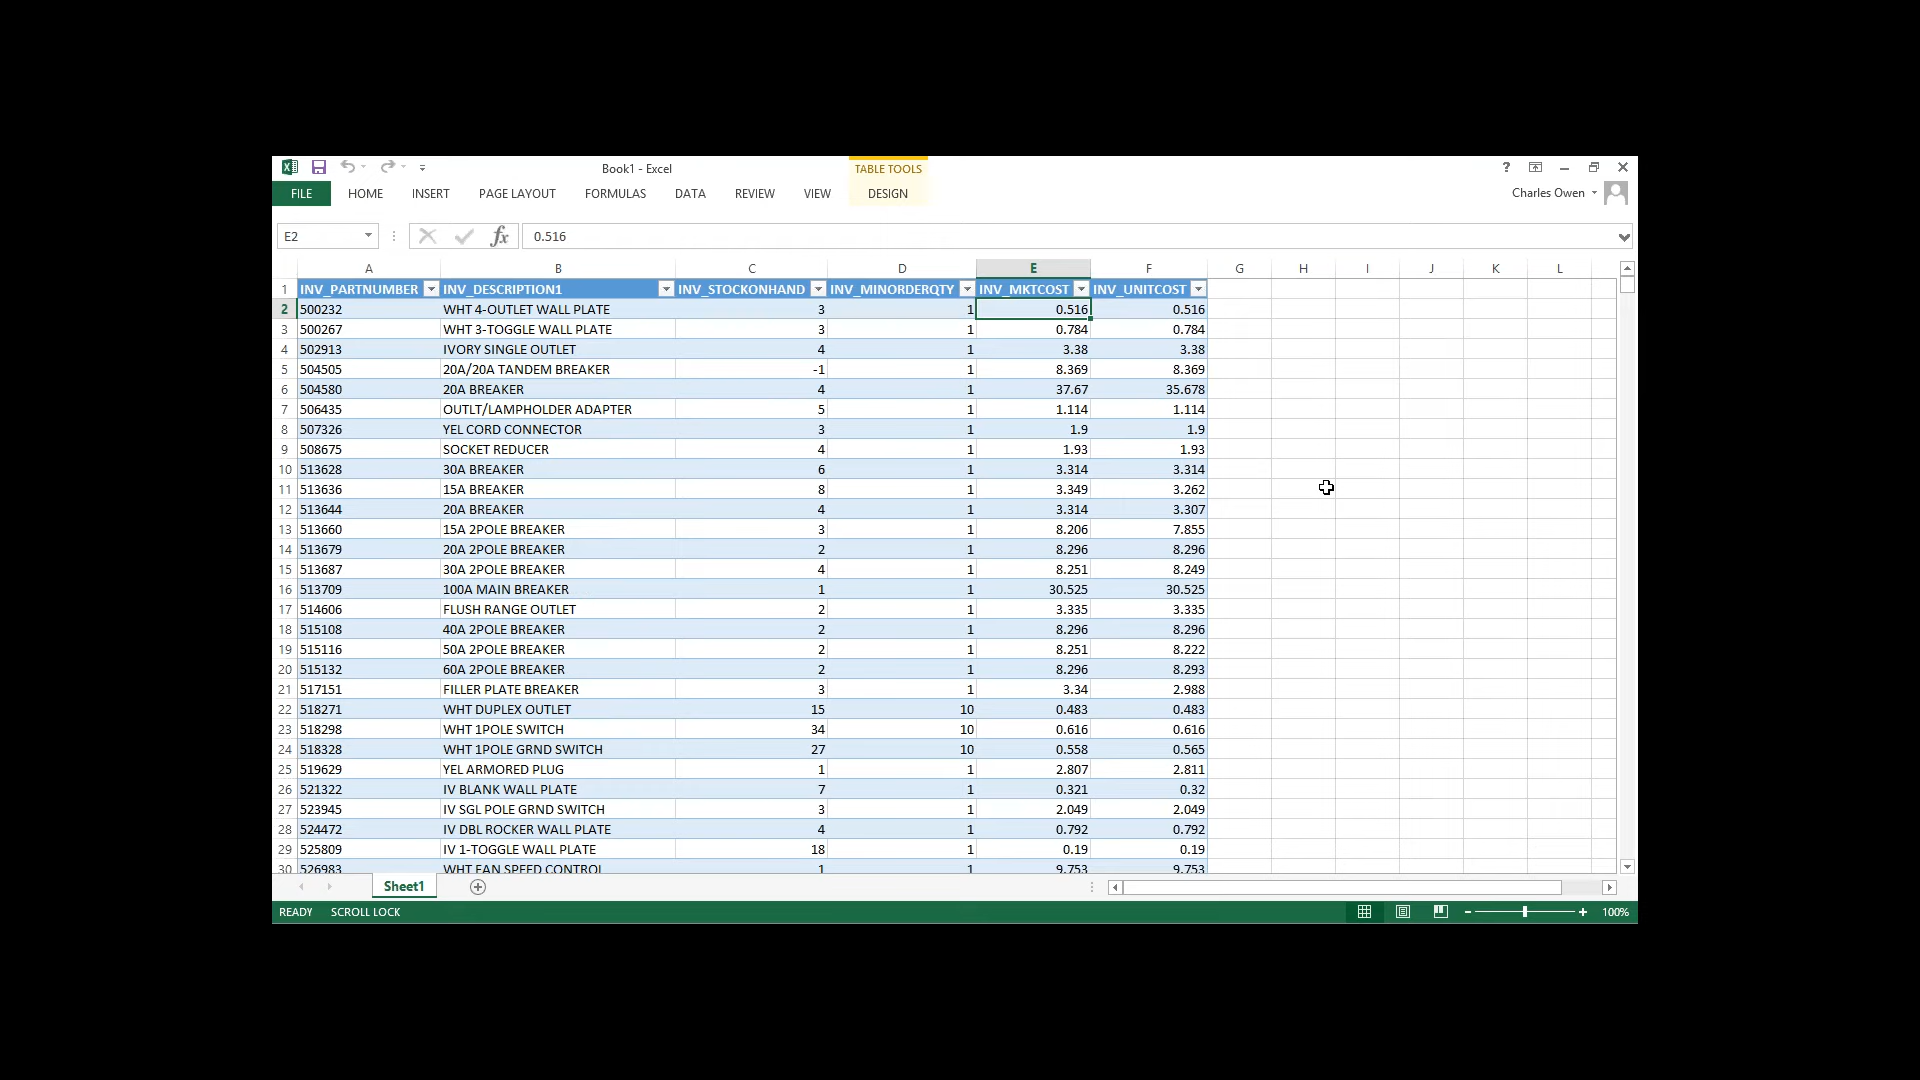 Book1 - Excel
TABLE TOOLS
?
FILE HOME INSERT PAGE LAYOUT FORMULAS DATA REVIEW VIEW DESIGN
Charles Owen
E2 fx 0.516
A B C D E F G H I J K L
1 INV_PARTNUMBER INV_DESCRIPTION1 INV_STOCKONHAND INV_MINORDERQTY INV_MKTCOST INV_UNITCOST
2 500232 WHT 4-OUTLET WALL PLATE 3 1 0.516 0.516
3 500267 WHT 3-TOGGLE WALL PLATE 3 1 0.784 0.784
4 502913 IVORY SINGLE OUTLET 4 1 3.38 3.38
5 504505 20A/20A TANDEM BREAKER -1 1 8.369 8.369
6 504580 20A BREAKER 4 1 37.67 35.678
7 506435 OUTLT/LAMPHOLDER ADAPTER 5 1 1.114 1.114
8 507326 YEL CORD CONNECTOR 3 1 1.9 1.9
9 508675 SOCKET REDUCER 4 1 1.93 1.93
10 513628 30A BREAKER 6 1 3.314 3.314
11 513636 15A BREAKER 8 1 3.349 3.262
12 513644 20A BREAKER 4 1 3.314 3.307
13 513660 15A 2POLE BREAKER 3 1 8.206 7.855
14 513679 20A 2POLE BREAKER 2 1 8.296 8.296
15 513687 30A 2POLE BREAKER 4 1 8.251 8.249
16 513709 100A MAIN BREAKER 1 1 30.525 30.525
17 514606 FLUSH RANGE OUTLET 2 1 3.335 3.335
18 515108 40A 2POLE BREAKER 2 1 8.296 8.296
19 515116 50A 2POLE BREAKER 2 1 8.251 8.222
20 515132 60A 2POLE BREAKER 2 1 8.296 8.293
21 517151 FILLER PLATE BREAKER 3 1 3.34 2.988
22 518271 WHT DUPLEX OUTLET 15 10 0.483 0.483
23 518298 WHT 1POLE SWITCH 34 10 0.616 0.616
24 518328 WHT 1POLE GRND SWITCH 27 10 0.558 0.565
25 519629 YEL ARMORED PLUG 1 1 2.807 2.811
26 521322 IV BLANK WALL PLATE 7 1 0.321 0.32
27 523945 IV SGL POLE GRND SWITCH 3 1 2.049 2.049
28 524472 IV DBL ROCKER WALL PLATE 4 1 0.792 0.792
29 525809 IV 1-TOGGLE WALL PLATE 18 1 0.19 0.19
30 526983 WHT FAN SPEED CONTROL 1 1 9.753 9.753
Sheet1
READY SCROLL LOCK 100%